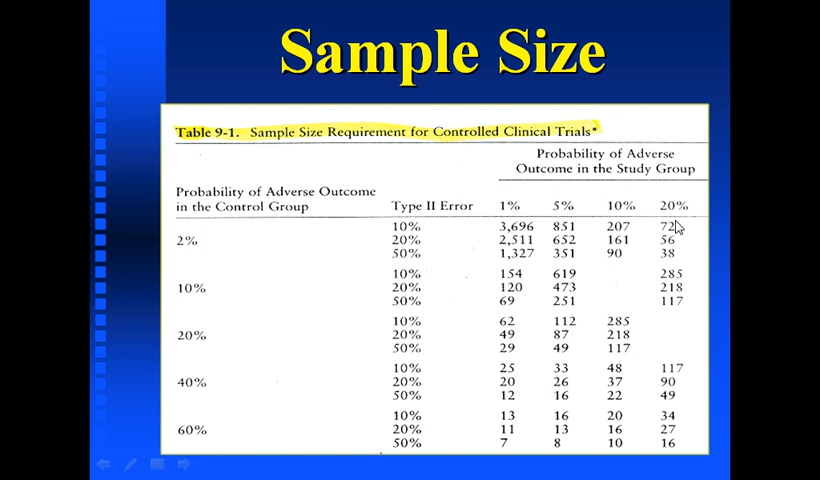 Sample Size
Table 9-1. Sample Size Requirement for Controlled Clinical Trials*
Probability of Adverse
Outcome in the Study Group
Probability of Adverse Outcome
in the Control Group Type II Error 1% 5% 10% 20%
10% 3,696 851 207 72
2% 20% 2,511 652 161 56
50% 1,327 351 90 38
10% 154 619 285
10% 20% 120 473 218
50% 69 251 117
10% 62 112 285
20% 20% 49 87 218
50% 29 49 117
10% 25 33 48 117
40% 20% 20 26 37 90
50% 12 16 22 49
10% 13 16 20 34
60% 20% 11 13 16 27
50% 7 8 10 16